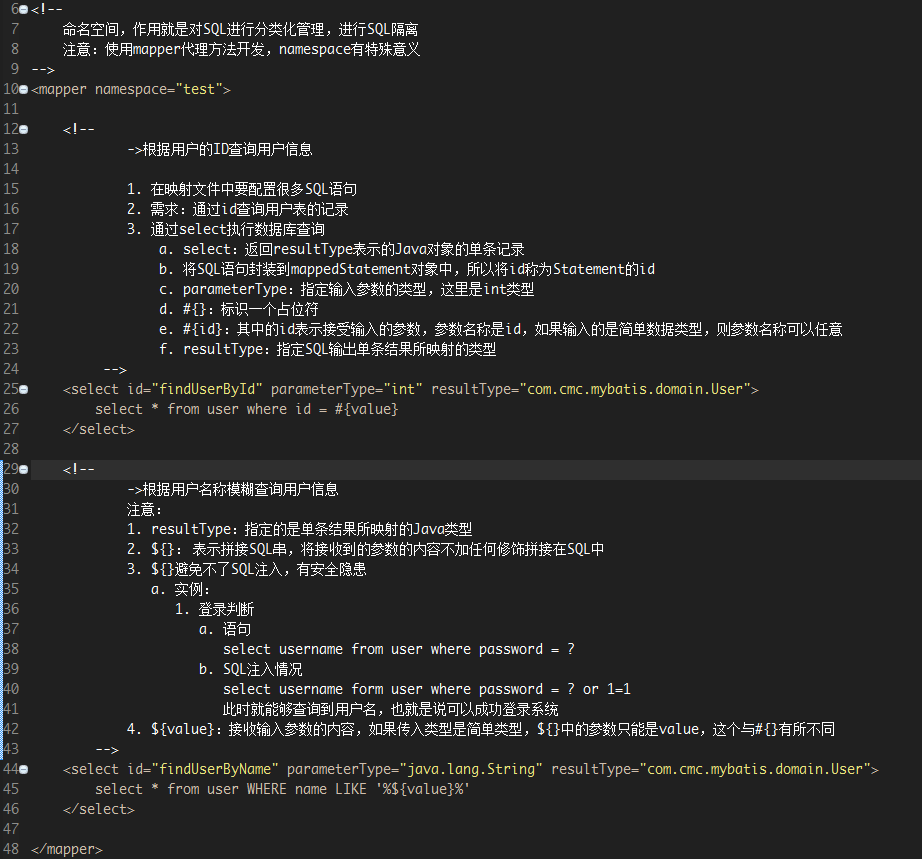 6 <!--
7 命名空间，作用就是对SQL进行分类化管理，进行SQL隔离
8 注意：使用mapper代理方法开发，namespace有特殊意义
9 -->
10 <mapper namespace="test">
11
12 <!--
13 ->根据用户的ID查询用户信息
14
15 1. 在映射文件中要配置很多SQL语句
16 2. 需求：通过id查询用户表的记录
17 3. 通过select执行数据库查询
18 a. select：返回resultType表示的Java对象的单条记录
19 b. 将SQL语句封装到mappedStatement对象中，所以将id称为Statement的id
20 c. parameterType：指定输入参数的类型，这里是int类型
21 d. #{}：标识一个占位符
22 e. #{id}：其中的id表示接受输入的参数，参数名称是id，如果输入的是简单数据类型，则参数名称可以任意
23 f. resultType：指定SQL输出单条结果所映射的类型
24 -->
25 <select id="findUserById" parameterType="int" resultType="com.cmc.mybatis.domain.User">
26 select * from user where id = #{value}
27 </select>
28
29 <!--
30 ->根据用户名称模糊查询用户信息
31 注意：
32 1. resultType：指定的是单条结果所映射的Java类型
33 2. ${}： 表示拼接SQL串，将接收到的参数的内容不加任何修饰拼接在SQL中
34 3. ${}避免不了SQL注入，有安全隐患
35 a. 实例：
36 1. 登录判断
37 a. 语句
38 select username from user where password = ?
39 b. SQL注入情况
40 select username form user where password = ? or 1=1
41 此时就能够查询到用户名，也就是说可以成功登录系统
42 4. ${value}：接收输入参数的内容，如果传入类型是简单类型，${}中的参数只能是value，这个与#{}有所不同
43 -->
44 <select id="findUserByName" parameterType="java.lang.String" resultType="com.cmc.mybatis.domain.User">
45 select * from user WHERE name LIKE '%${value}%'
46 </select>
47
48 </mapper>